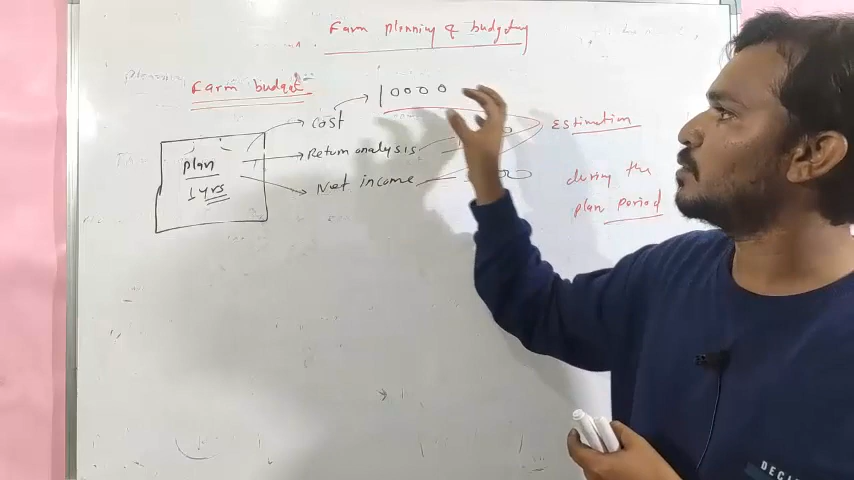 Farm planning & budgeting
Farm budget
10000
cost
Estimation
plan
Return analysis
1 yrs
Net income
during the
plan period
DEC